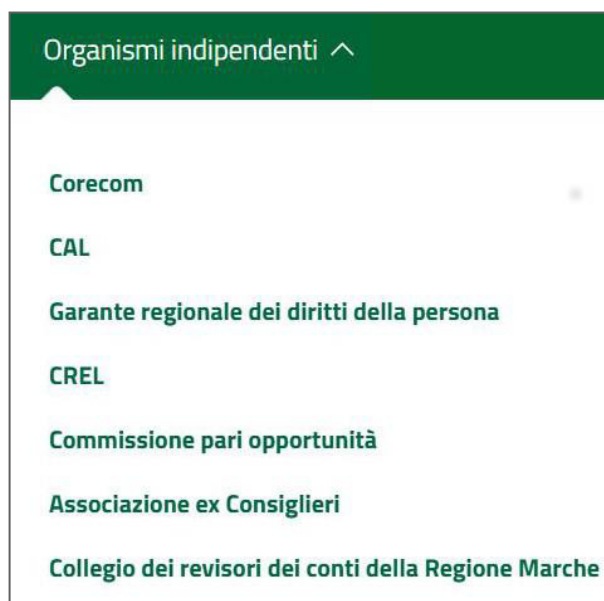 Organismi indipendenti
Corecom
CAL
Garante regionale dei diritti della persona
CREL
Commissione pari opportunità
Associazione ex Consiglieri
Collegio dei revisori dei conti della Regione Marche